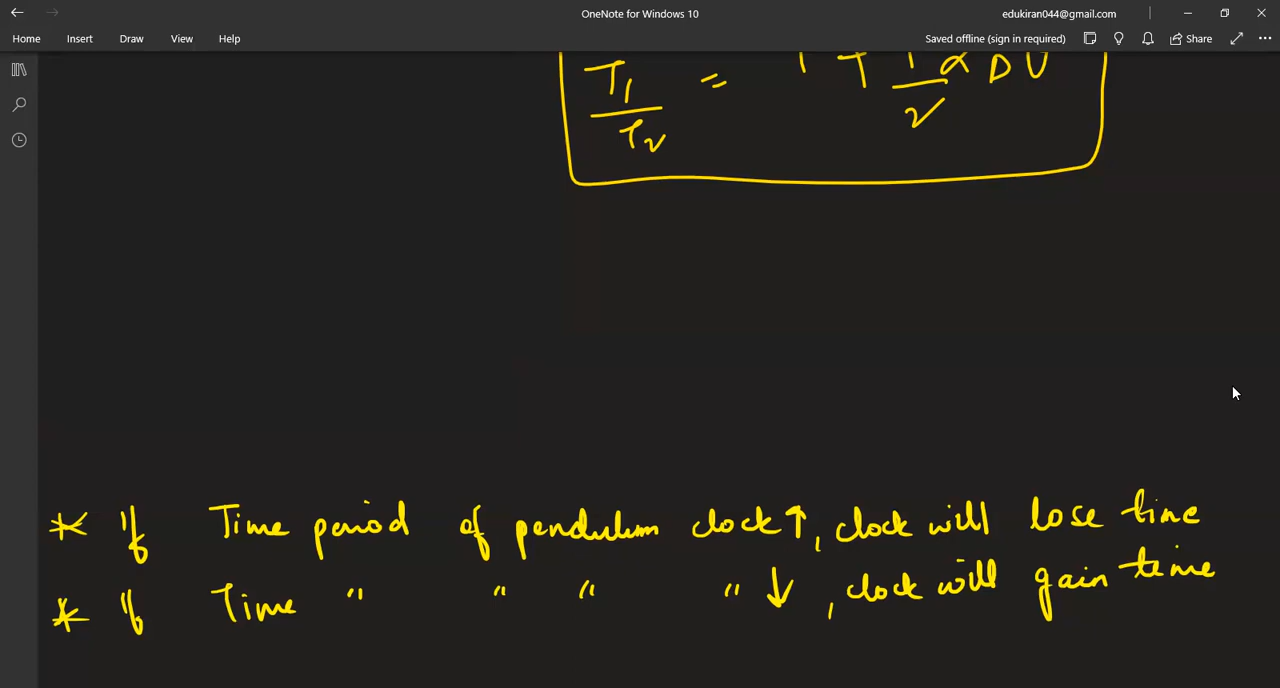 OneNote for Windows 10
edukiran044@gmail.com
Home Insert Draw View Help
Saved offline (sign in required) Share
T1
T2 = 1 + 1/2 α Δ
* If Time period of pendulum clock ↑, clock will lose time
* If Time " " " " ↓, clock will gain time